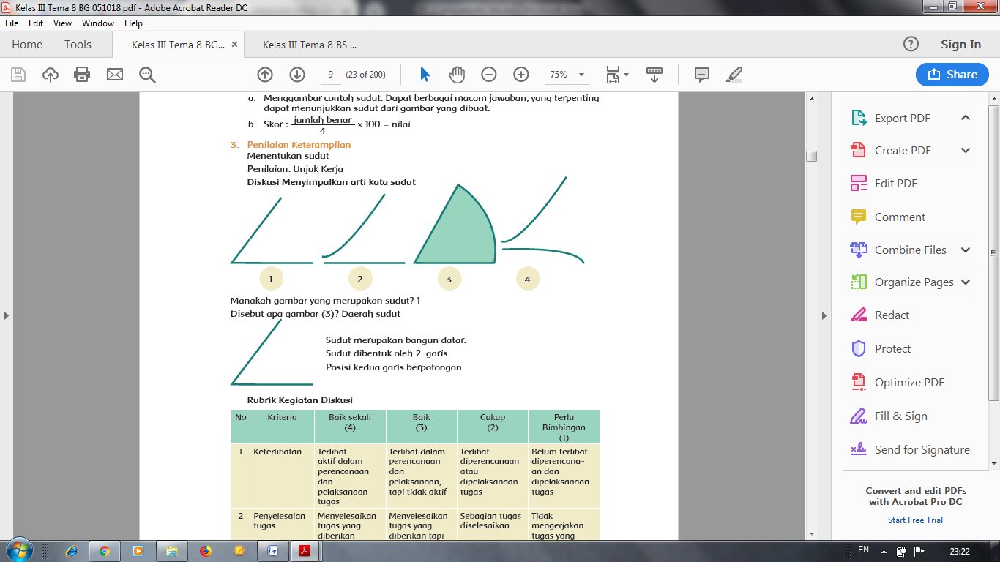 Kelas III Tema 8 BG 051018.pdf - Adobe Acrobat Reader DC
File Edit View Window Help
Home Tools Kelas III Tema 8 BG... × Kelas III Tema 8 BS ... Sign In
9 (23 of 200) 75% Share
a. Menggambar contoh sudut. Dapat berbagai macam jawaban, yang terpenting
dapat menunjukkan sudut dari gambar yang dibuat.
b. Skor : jumlah benar
4
× 100 = nilai
3. Penilaian Keterampilan
Menentukan sudut
Penilaian: Unjuk Kerja
Diskusi Menyimpulkan arti kata sudut
1 2 3 4
Manakah gambar yang merupakan sudut? 1
Disebut apa gambar (3)? Daerah sudut
Sudut merupakan bangun datar.
Sudut dibentuk oleh 2 garis.
Posisi kedua garis berpotongan
Rubrik Kegiatan Diskusi
No
Kriteria
Baik sekali
(4)
Baik
(3)
Cukup
(2)
Perlu
Bimbingan
(1)
1
Keterlibatan
Terlibat
aktif dalam
perencanaan
dan
pelaksanaan
tugas
Terlibat dalam
perencanaan
dan
pelaksanaan,
tapi tidak aktif
Terlibat
diperencanaan
atau
dipelaksanaan
tugas
Belum terlibat
diperencana-
an dan
dipelaksanaan
tugas
2
Penyelesaian
tugas
Menyelesaikan
tugas yang
diberikan
Menyelesaikan
tugas yang
diberikan tapi
Sebagian tugas
diselesaikan
Tidak
mengerjakan
tugas yang
Export PDF
Create PDF
Edit PDF
Comment
Combine Files
Organize Pages
Redact
Protect
Optimize PDF
Fill & Sign
Send for Signature
Convert and edit PDFs
with Acrobat Pro DC
Start Free Trial
EN 23:22